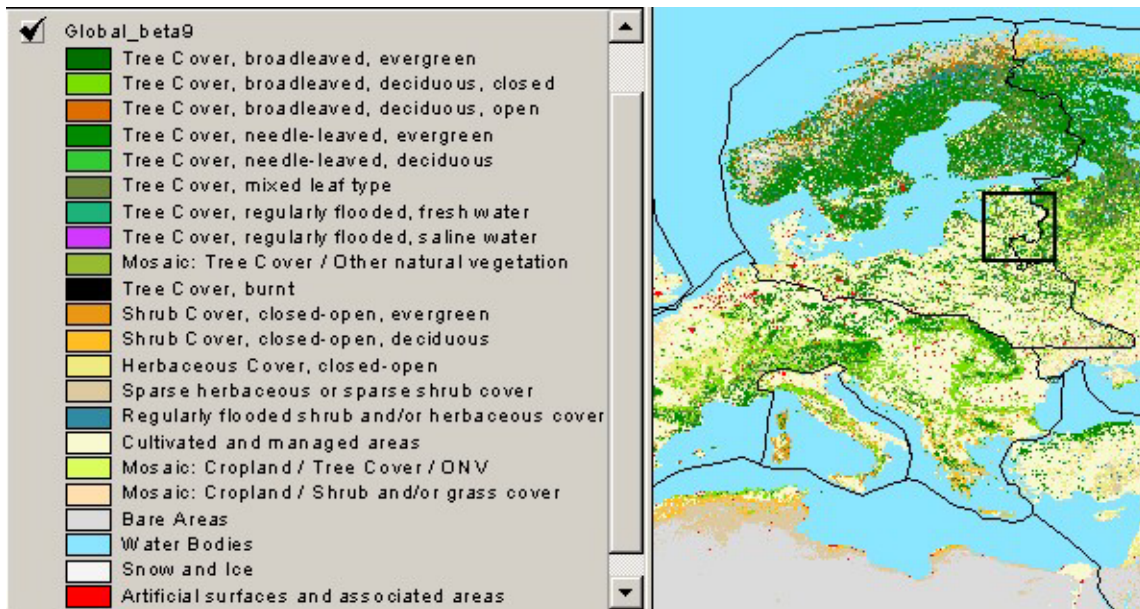 Global_beta9
Tree Cover, broadleaved, evergreen
Tree Cover, broadleaved, deciduous, closed
Tree Cover, broadleaved, deciduous, open
Tree Cover, needle-leaved, evergreen
Tree Cover, needle-leaved, deciduous
Tree Cover, mixed leaf type
Tree Cover, regularly flooded, fresh water
Tree Cover, regularly flooded, saline water
Mosaic: Tree Cover / Other natural vegetation
Tree Cover, burnt
Shrub Cover, closed-open, evergreen
Shrub Cover, closed-open, deciduous
Herbaceous Cover, closed-open
Sparse herbaceous or sparse shrub cover
Regularly flooded shrub and/or herbaceous cover
Cultivated and managed areas
Mosaic: Cropland / Tree Cover / ONV
Mosaic: Cropland / Shrub and/or grass cover
Bare Areas
Water Bodies
Snow and Ice
Artificial surfaces and associated areas